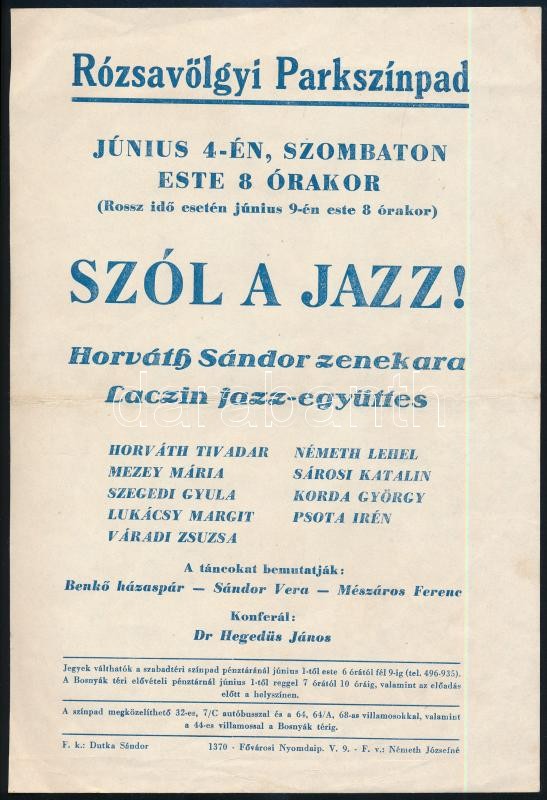 Rózsavölgyi Parkszínpad
JÚNIUS 4-ÉN, SZOMBATON
ESTE 8 ÓRAKOR
(Rossz idő esetén június 9-én este 8 órakor)
SZÓL A JAZZ!
Horváth Sándor zenekara
Laczin jazz-együttes
darabanth
HORVÁTH TIVADAR NÉMETH LEHEL
MEZEY MÁRIA SÁROSI KATALIN
SZEGEDI GYULA KORDA GYÖRGY
LUKÁCSY MARGIT PSOTA IRÉN
VÁRADI ZSUZSA
A táncokat bemutatják:
Benkő házaspár — Sándor Vera — Mészáros Ferenc
Konferál:
Dr Hegedüs János
Jegyek válthatók a szabadtéri színpad pénztáránál június 1-től este 6 órától fél 9-ig (tel. 496-935).
A Bosnyák téri elővételi pénztárnál június 1-től reggel 7 órától 10 óráig, valamint az előadás
előtt a helyszínen.
A színpad megközelíthető 32-es, 7/C autóbusszal és a 64, 64/A, 68-as villamosokkal, valamint
a 44-es villamossal a Bosnyák térig.
F. k.: Dutka Sándor 1370 - Fővárosi Nyomdaip. V. 9. - F. v.: Németh Józsefné